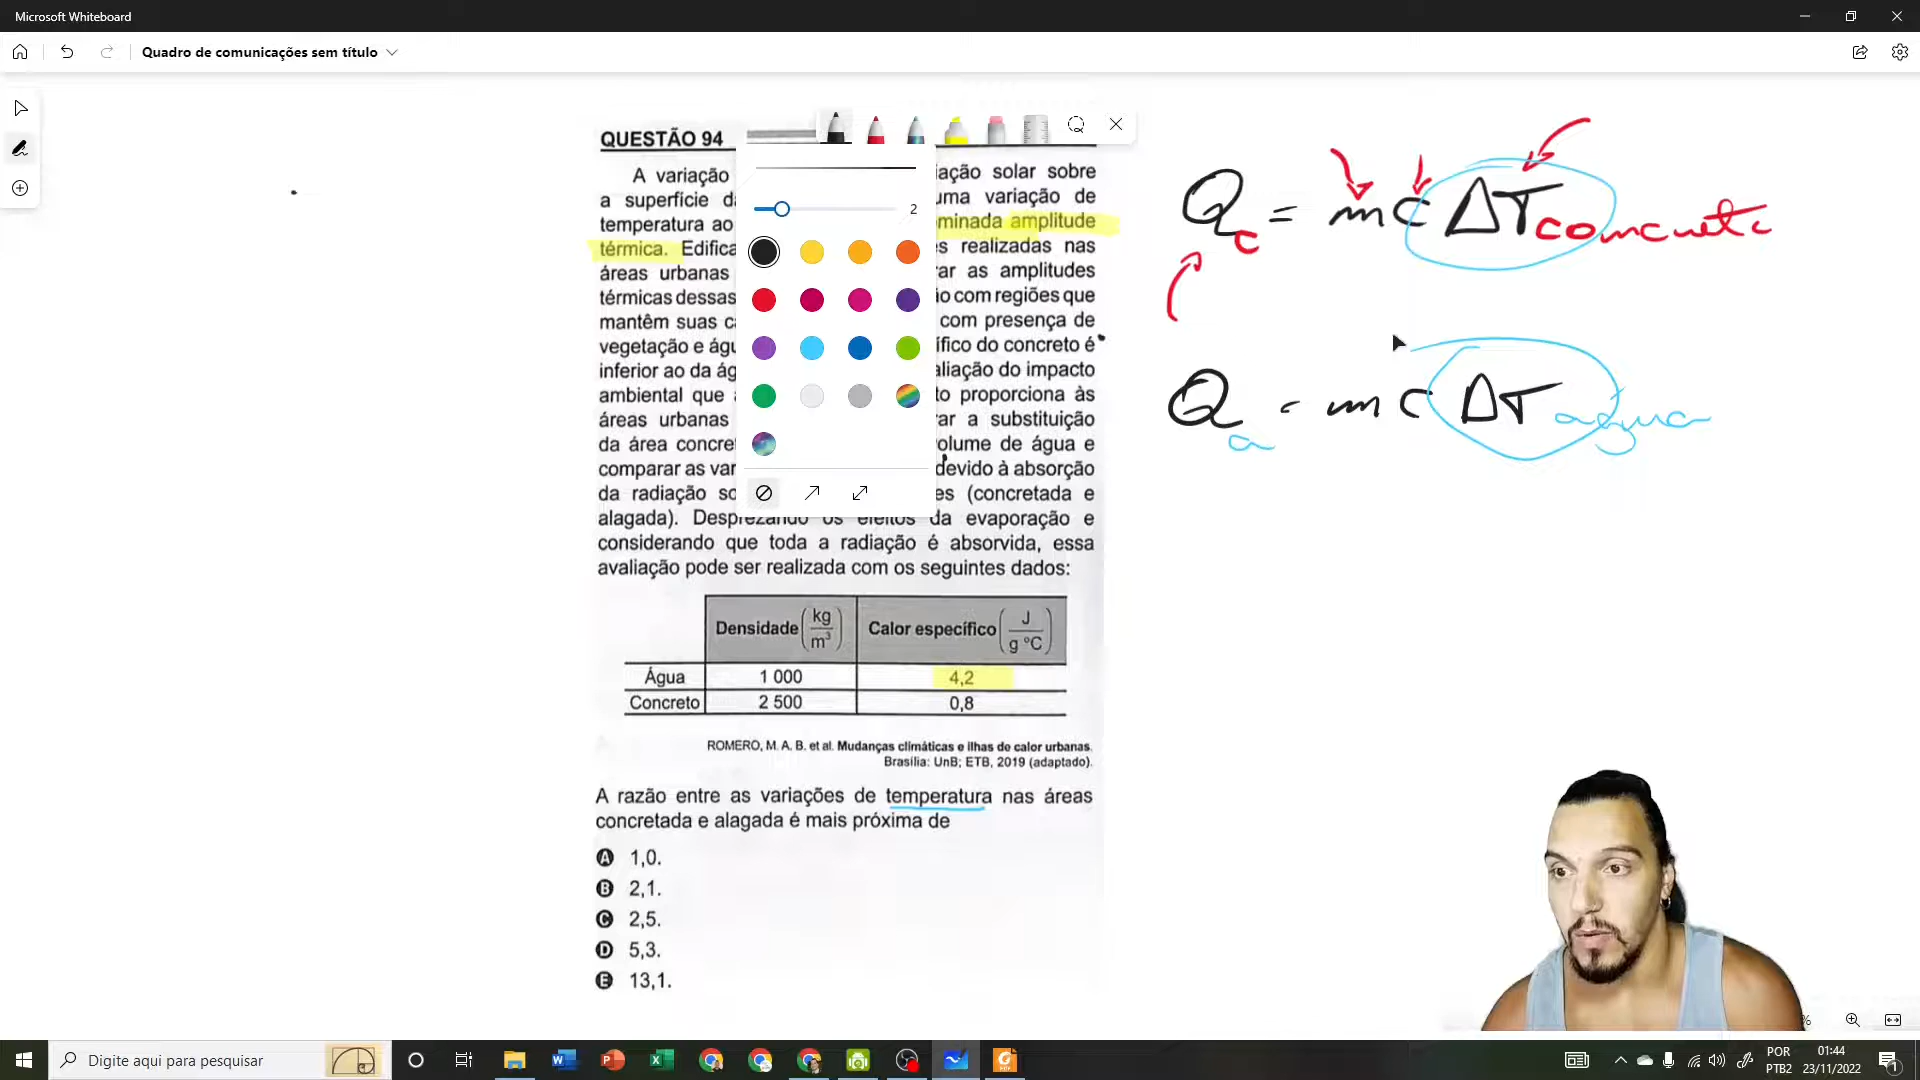 Microsoft Whiteboard
Quadro de comunicações sem título
QUESTÃO 94
A variação iação solar sobre
a superfície d uma variação de
temperatura ao minada amplitude
térmica. Edifica s realizadas nas
áreas urbanas ar as amplitudes
térmicas dessas o com regiões que
mantêm suas c com presença de
vegetação e águ ífico do concreto é
inferior ao da ág aliação do impacto
ambiental que to proporciona às
áreas urbanas ar a substituição
da área concre olume de água e
comparar as var devido à absorção
da radiação so es (concretada e
alagada). Desprezando os efeitos da evaporação e
considerando que toda a radiação é absorvida, essa
avaliação pode ser realizada com os seguintes dados:
Densidade (kg/m³) Calor específico (J/g °C)
Água 1 000 4,2
Concreto 2 500 0,8
ROMERO, M. A. B. et al. Mudanças climáticas e ilhas de calor urbanas.
Brasília: UnB; ETB, 2019 (adaptado).
A razão entre as variações de temperatura nas áreas
concretada e alagada é mais próxima de
A 1,0.
B 2,1.
C 2,5.
D 5,3.
E 13,1.
2
Qc = m c ΔT concreto
Qa = m c ΔT água
%
Digite aqui para pesquisar
POR
PTB2
01:44
23/11/2022
1